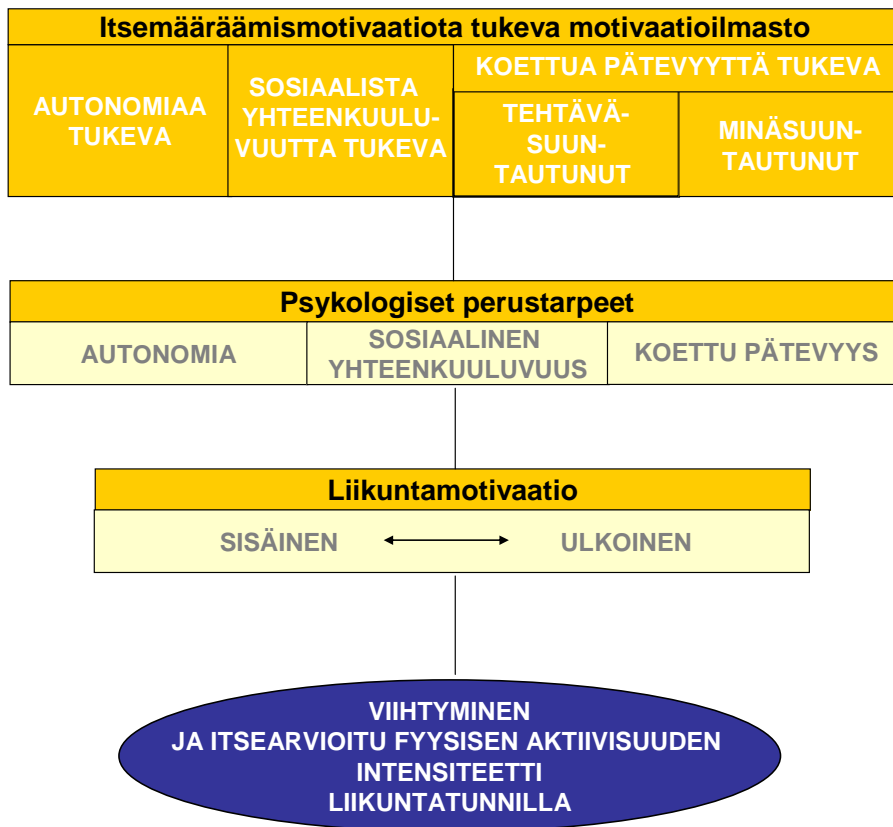 Itsemääräämismotivaatiota tukeva motivaatioilmasto
AUTONOMIAA
TUKEVA
SOSIAALISTA
YHTEENKUULU-
VUUTTA TUKEVA
KOETTUA PÄTEVYYTTÄ TUKEVA
TEHTÄVÄ-
SUUN-
TAUTUNUT
MINÄSUUN-
TAUTUNUT
Psykologiset perustarpeet
AUTONOMIA
SOSIAALINEN
YHTEENKUULUVUUS
KOETTU PÄTEVYYS
Liikuntamotivaatio
SISÄINEN
ULKOINEN
VIIHTYMINEN
JA ITSEARVIOITU FYYSISEN AKTIIVISUUDEN
INTENSITEETTI
LIIKUNTATUNNILLA